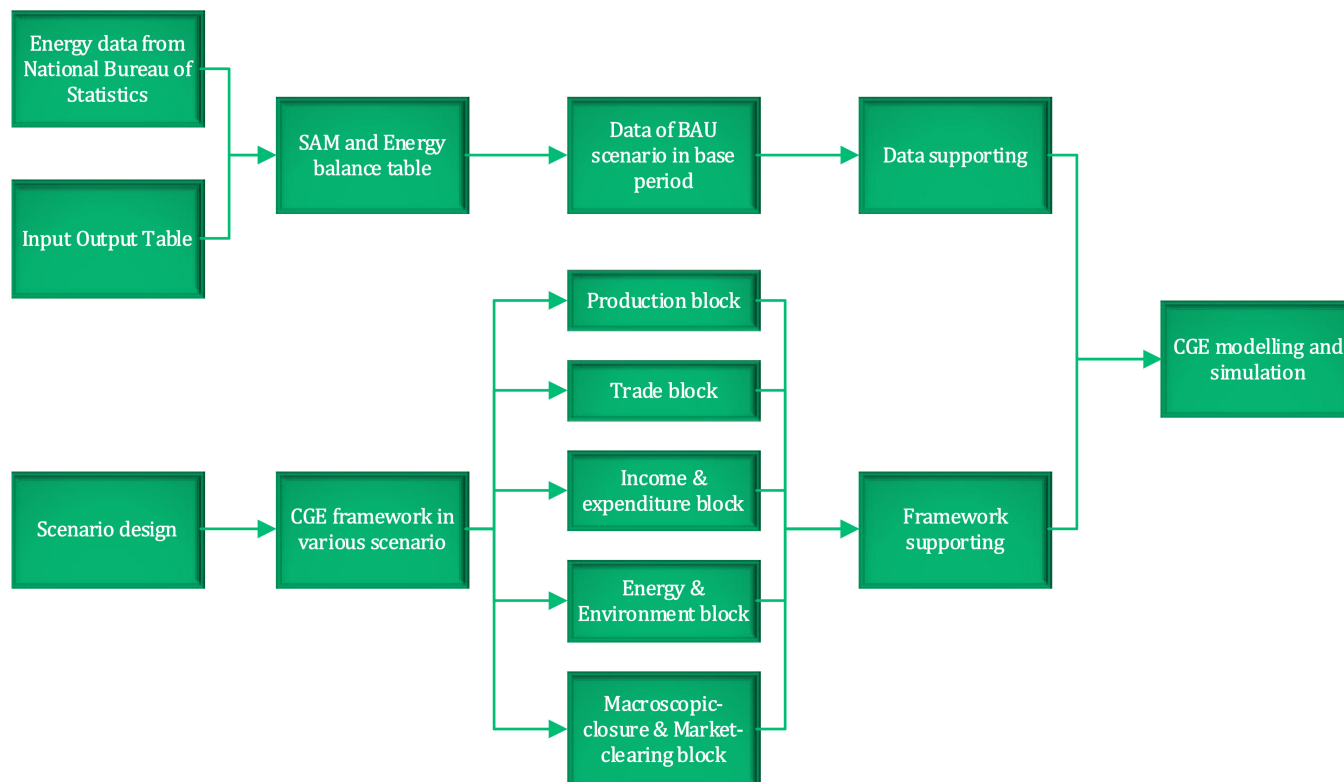 Energy data from
National Bureau of
Statistics
Input Output Table
SAM and Energy
balance table
Data of BAU
scenario in base
period
Data supporting
Scenario design
CGE framework in
various scenario
Production block
Trade block
Income &
expenditure block
Energy &
Environment block
Macroscopic-
closure & Market-
clearing block
Framework
supporting
CGE modelling and
simulation